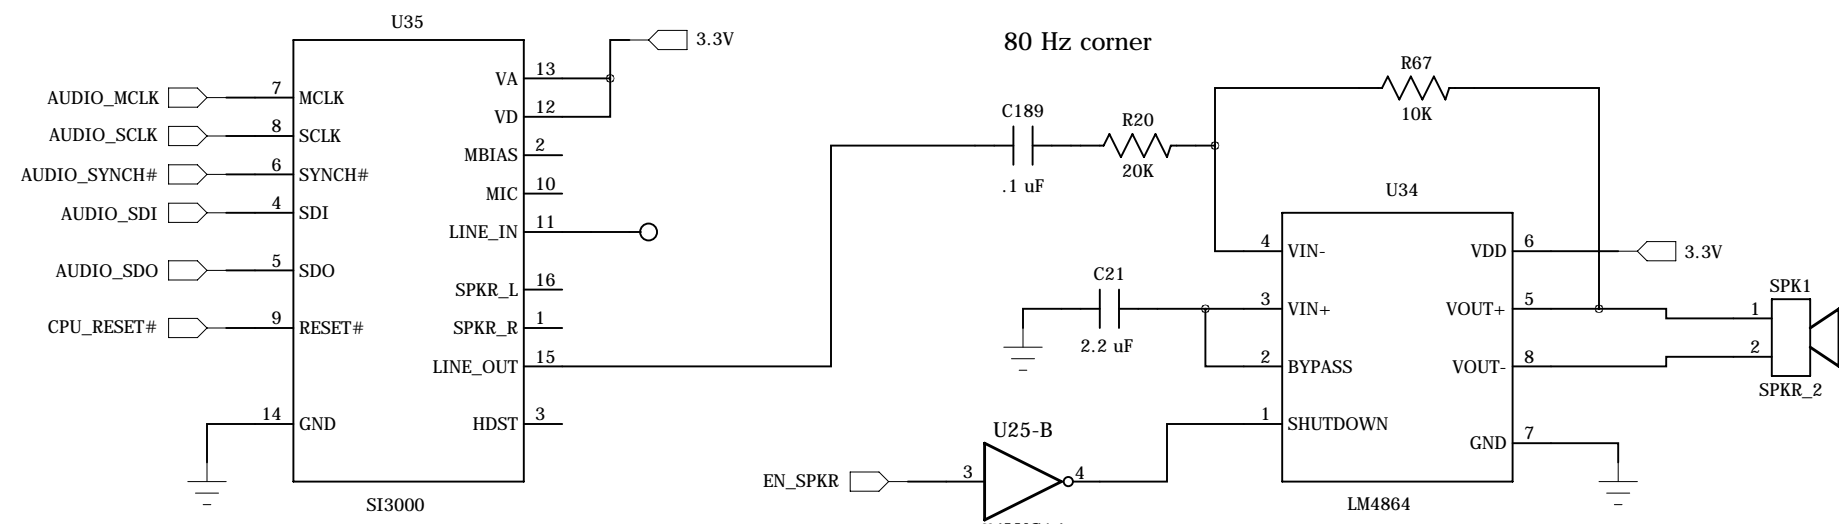 U35
80 Hz corner
3.3V
AUDIO_MCLK 7 MCLK
AUDIO_SCLK 8 SCLK
AUDIO_SYNCH# 6 SYNCH#
AUDIO_SDI 4 SDI
AUDIO_SDO 5 SDO
CPU_RESET# 9 RESET#
14 GND
VA 13
VD 12
MBIAS 2
MIC 10
LINE_IN 11
SPKR_L 16
SPKR_R 1
LINE_OUT 15
HDST 3
SI3000
C189
.1 uF
R20
20K
R67
10K
C21
2.2 uF
U34
4 VIN-
3 VIN+
2 BYPASS
1 SHUTDOWN
VDD 6
3.3V
VOUT+ 5
VOUT- 8
GND 7
LM4864
SPK1
1
2
SPKR_2
U25-B
EN_SPKR 3
4